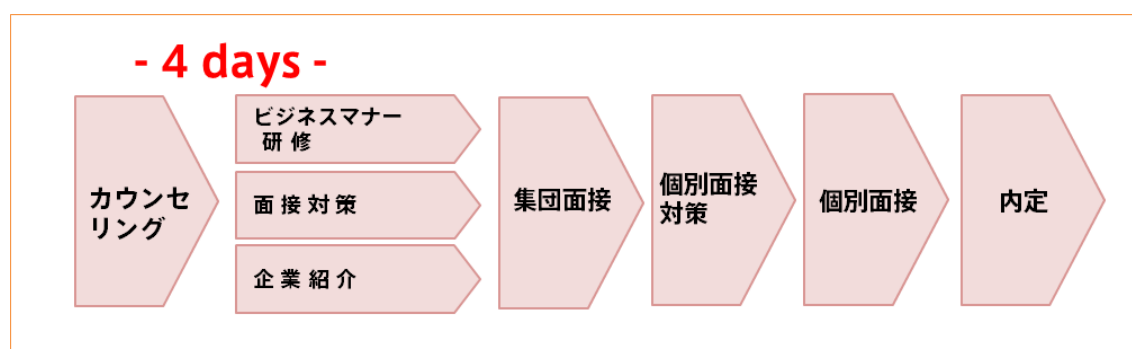 - 4 days -
カウンセ
リング
ビジネスマナー
研 修
面 接 対 策
企 業 紹 介
集団面接
個別面接
対策
個別面接
内定